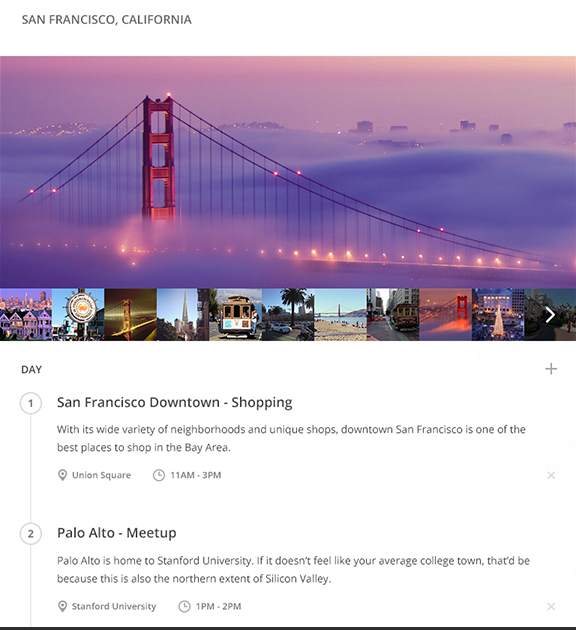 SAN FRANCISCO, CALIFORNIA
DAY
1
San Francisco Downtown - Shopping
With its wide variety of neighborhoods and unique shops, downtown San Francisco is one of the
best places to shop in the Bay Area.
Union Square 11AM - 3PM
2
Palo Alto - Meetup
Palo Alto is home to Stanford University. If it doesn’t feel like your average college town, that’d be
because this is also the northern extent of Silicon Valley.
Stanford University 1PM - 2PM